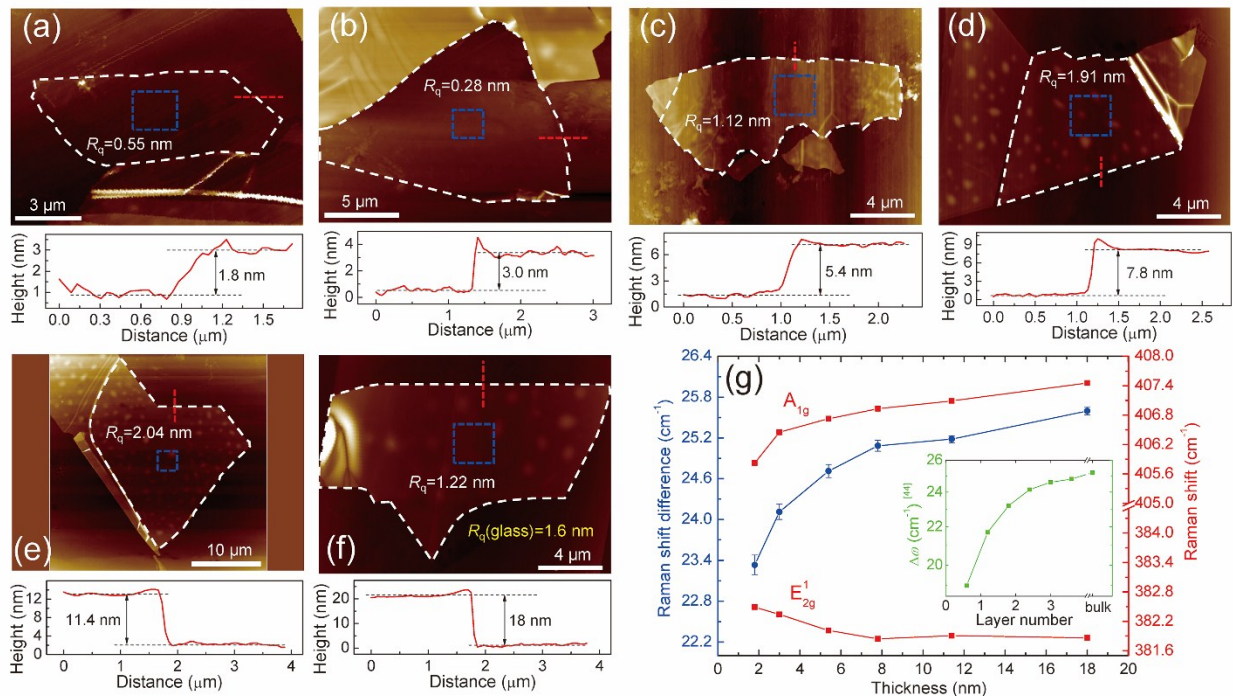 (a)
Rq=0.55 nm
3 μm
(b)
Rq=0.28 nm
5 μm
(c)
Rq=1.12 nm
4 μm
(d)
Rq=1.91 nm
4 μm
Height (nm)
3
2
1
1.8 nm
0.0 0.3 0.6 0.9 1.2 1.5
Distance (μm)
Height (nm)
4
2
0
3.0 nm
0 1 2 3
Distance (μm)
Height (nm)
6
3
0
5.4 nm
0.0 0.5 1.0 1.5 2.0
Distance (μm)
Height (nm)
9
6
3
0
7.8 nm
0.0 0.5 1.0 1.5 2.0 2.5
Distance (μm)
(e)
Rq=2.04 nm
10 μm
(f)
Rq=1.22 nm
Rq(glass)=1.6 nm
4 μm
Height (nm)
12
8
4
0
11.4 nm
0 1 2 3 4
Distance (μm)
Height (nm)
20
10
0
18 nm
0 1 2 3 4
Distance (μm)
(g)
Raman shift difference (cm-1)
26.4
25.8
25.2
24.6
24.0
23.4
22.8
22.2
A1g
E12g
Δω (cm-1) [44]
26
24
22
20
0 1 2 3 bulk
Layer number
408.0
407.4
406.8
406.2
405.6
405.0
384.0
383.4
382.8
382.2
381.6
Raman shift (cm-1)
0 2 4 6 8 10 12 14 16 18 20
Thickness (nm)